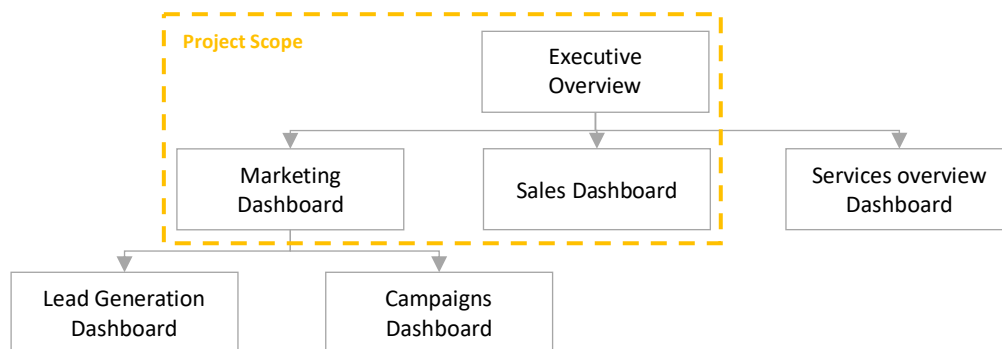 Project Scope
Executive
Overview
Marketing
Dashboard
Sales Dashboard
Services overview
Dashboard
Lead Generation
Dashboard
Campaigns
Dashboard